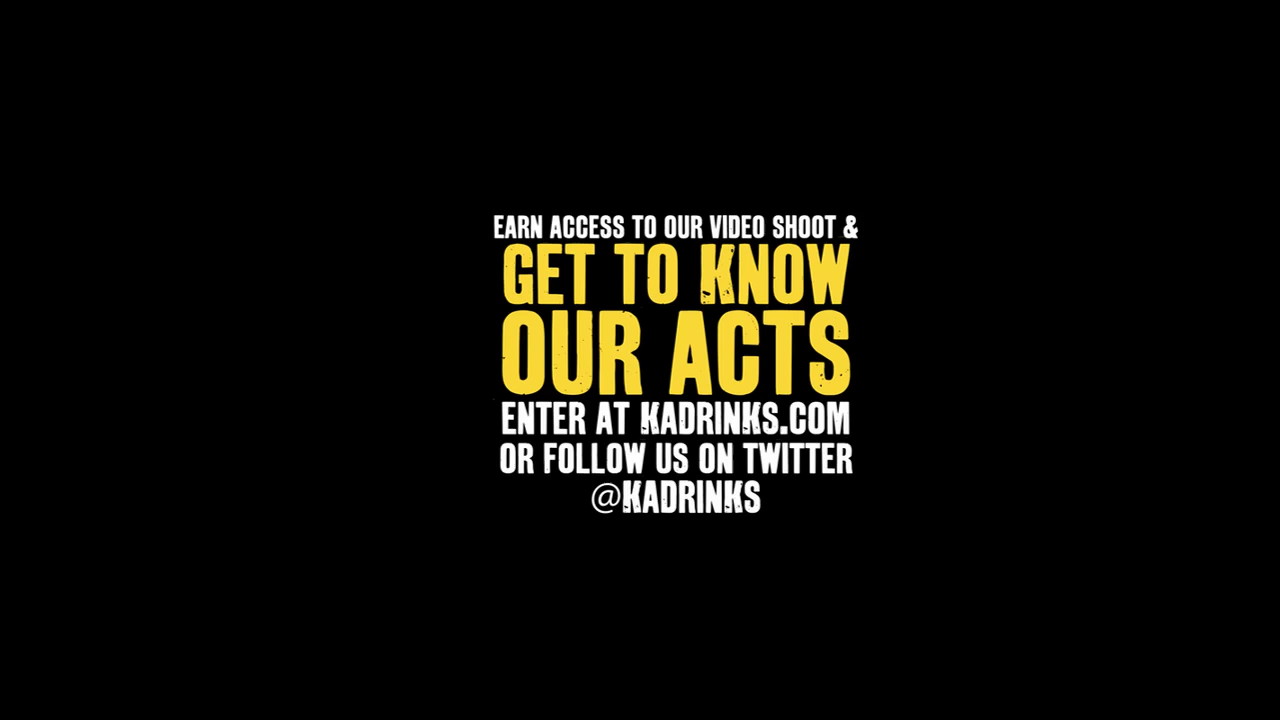 EARN ACCESS TO OUR VIDEO SHOOT &
GET TO KNOW
OUR ACTS
ENTER AT KADRINKS.COM
OR FOLLOW US ON TWITTER
@KADRINKS